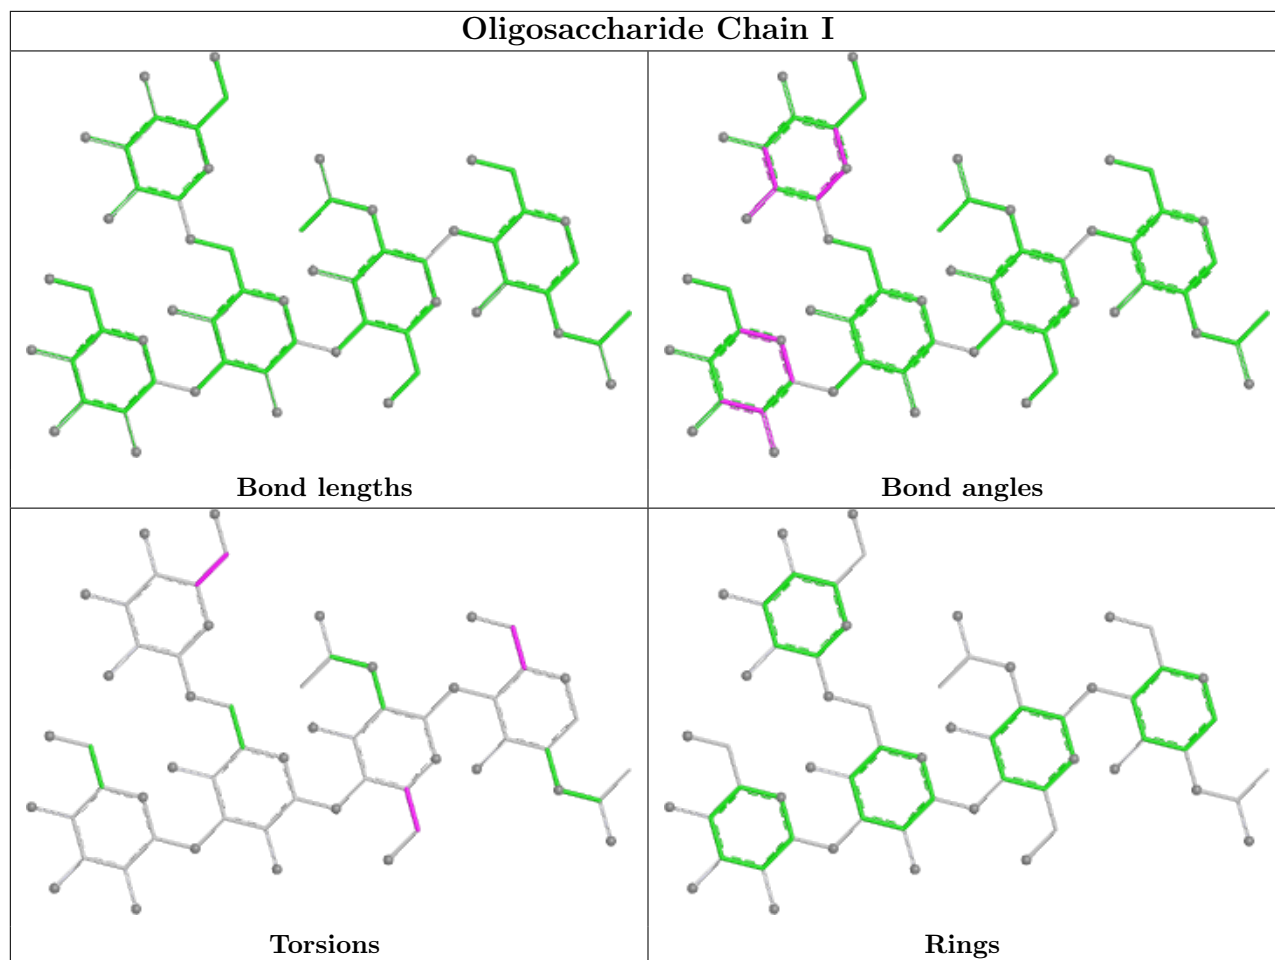 Oligosaccharide Chain I
Bond lengths
Bond angles
Torsions
Rings